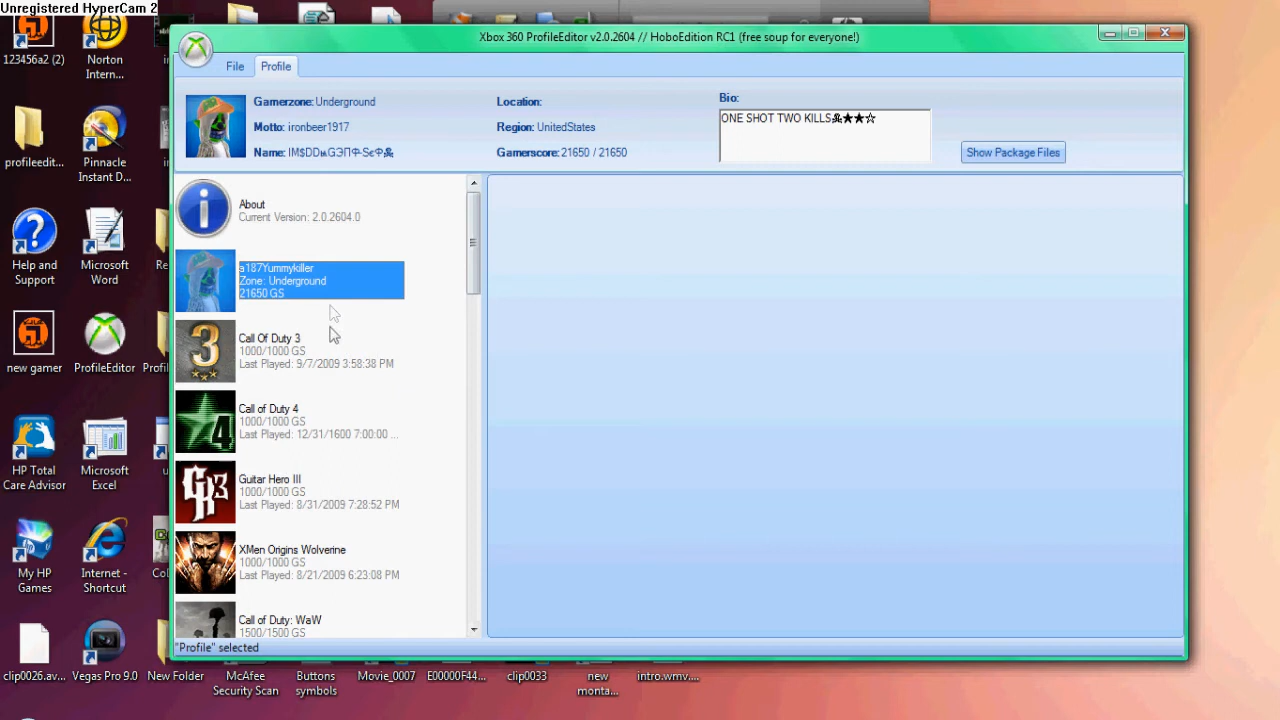 Unregistered HyperCam 2
Xbox 360 ProfileEditor v2.0.2604 // HoboEdition RC1 (free soup for everyone!)
File
Profile
Gamerzone: Underground
Motto: ironbeer1917
Location:
Region: UnitedStates
Gamerscore: 21650 / 21650
Bio:
ONE SHOT TWO KILLS
★★☆
Show Package Files
About
Current Version: 2.0.2604.0
a187Yummykiller
Zone: Underground
21650 GS
Call Of Duty 3
1000/1000 GS
Last Played: 9/7/2009 3:58:38 PM
Call of Duty 4
1000/1000 GS
Last Played: 12/31/1600 7:00:00 ...
Guitar Hero III
1000/1000 GS
Last Played: 8/31/2009 7:28:52 PM
XMen Origins Wolverine
1000/1000 GS
Last Played: 8/21/2009 6:23:08 PM
Call of Duty: WaW
1500/1500 GS
"Profile" selected
123456a2 (2)
Norton
Intern...
profileedit...
Pinnacle
Instant D...
Help and
Support
Microsoft
Word
new gamer
ProfileEditor
HP Total
Care Advisor
Microsoft
Excel
My HP
Games
Internet -
Shortcut
clip0026.av...
Vegas Pro 9.0
New Folder
McAfee
Security Scan
Buttons
symbols
Movie_0007
E00000F44...
clip0033
new
monta...
intro.wmv....